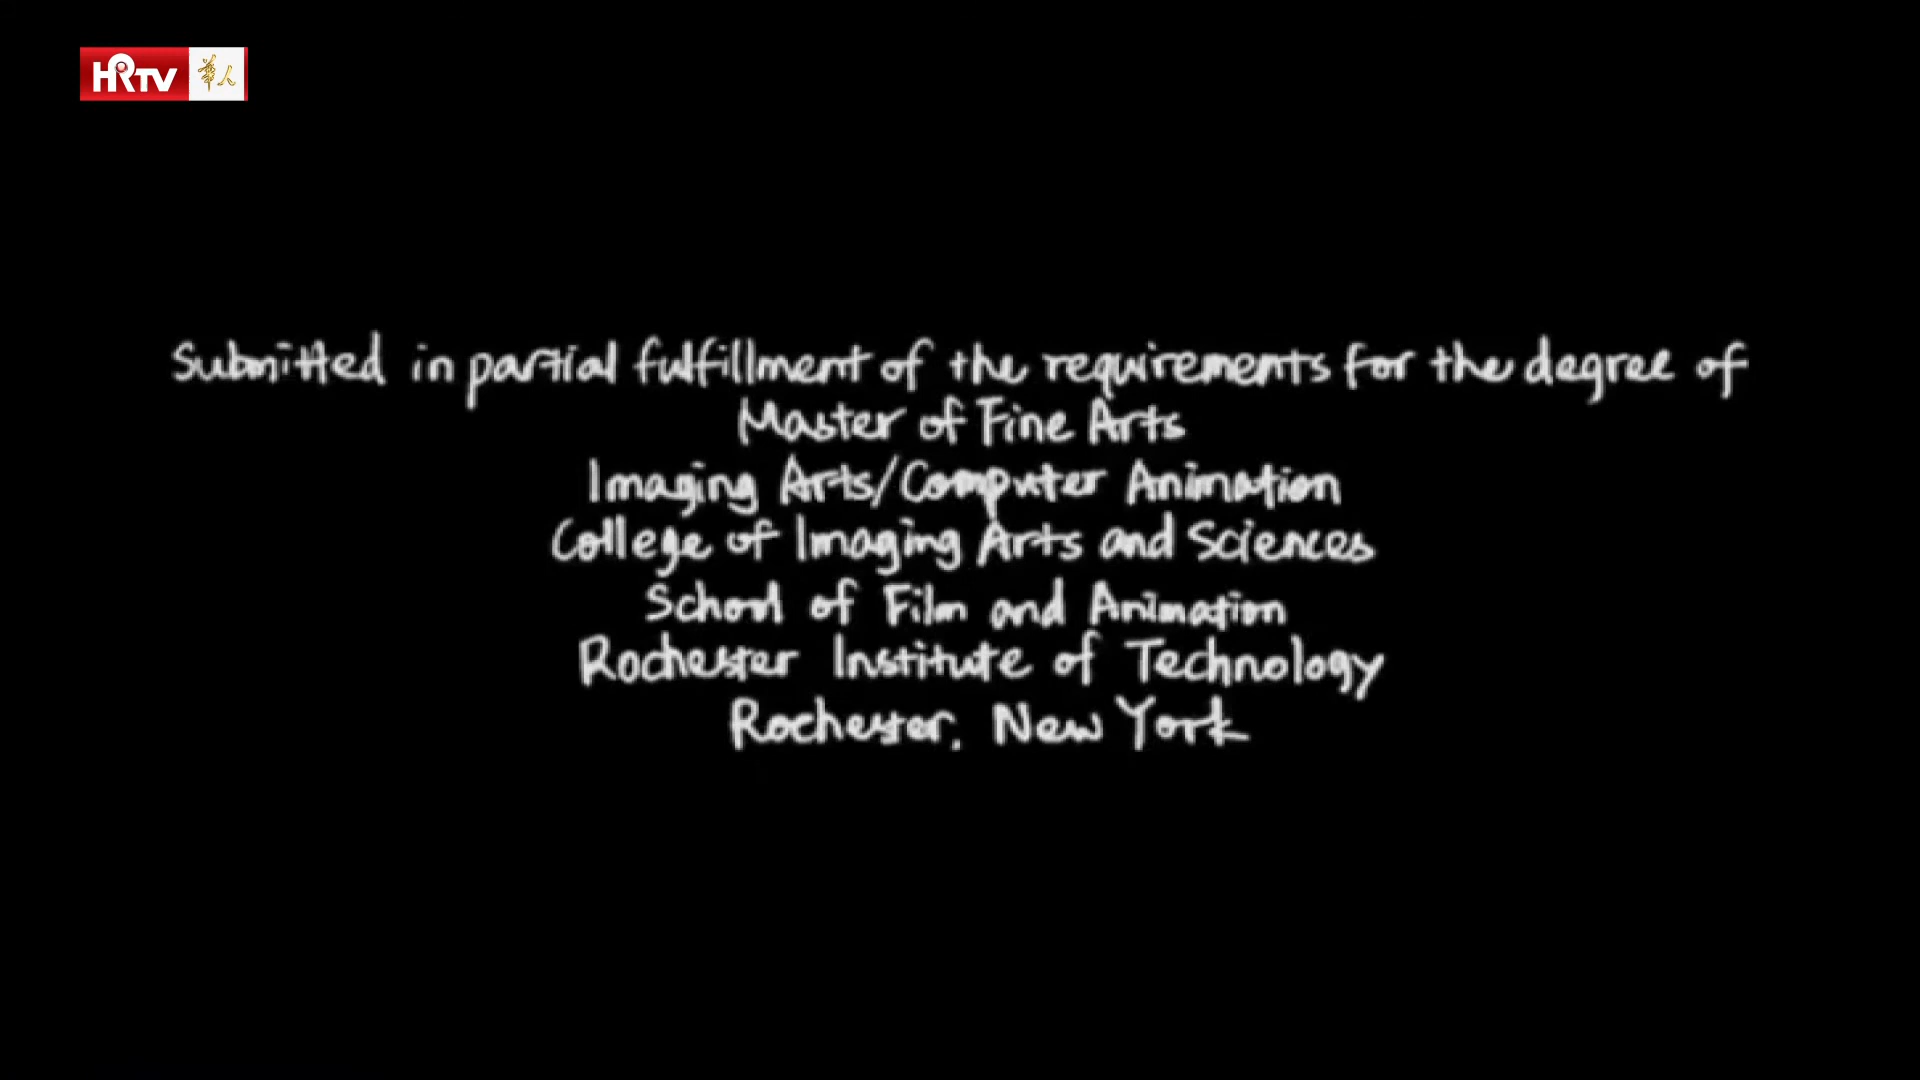 HRTV 華人
Submitted in partial fulfillment of the requirements for the degree of
Master of Fine Arts
Imaging Arts/Computer Animation
College of Imaging Arts and Sciences
School of Film and Animation
Rochester Institute of Technology
Rochester, New York